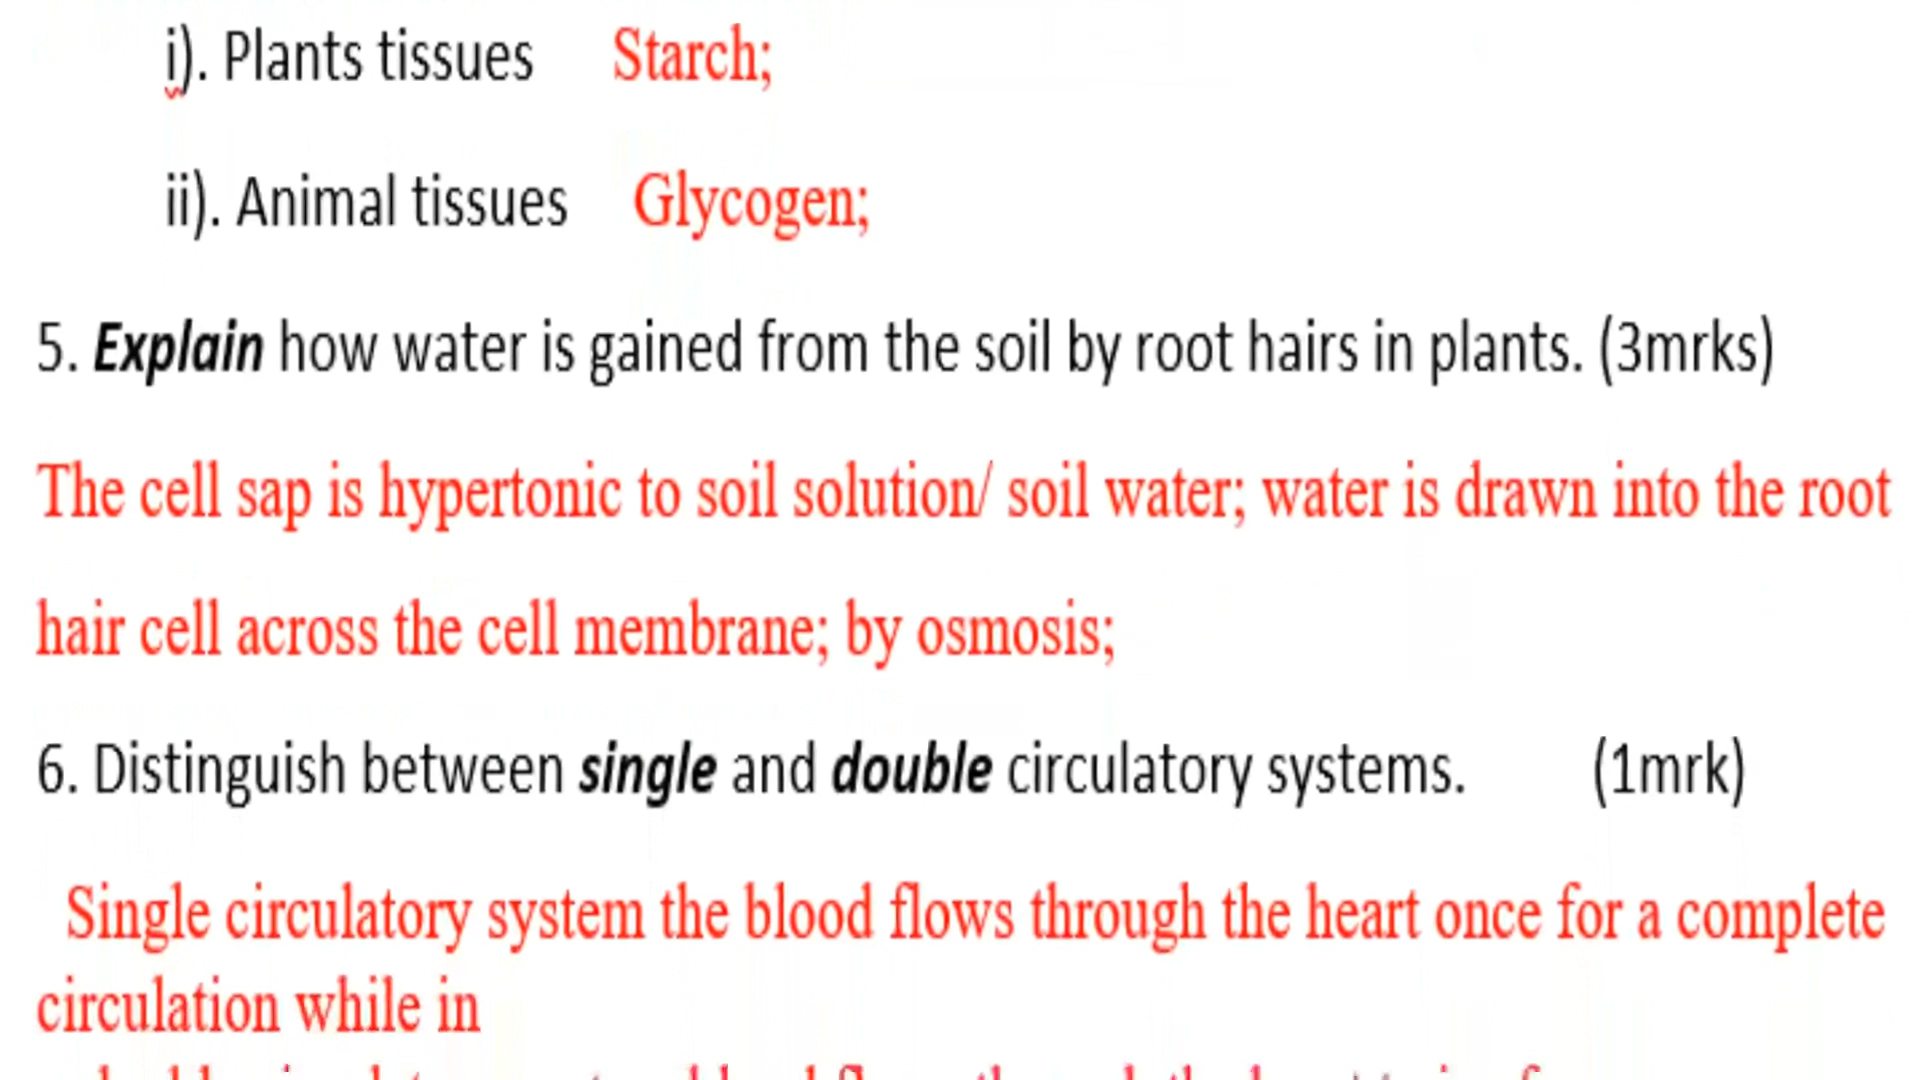 i). Plants tissues Starch;
ii). Animal tissues Glycogen;
5. Explain how water is gained from the soil by root hairs in plants. (3mrks)
The cell sap is hypertonic to soil solution/ soil water; water is drawn into the root
hair cell across the cell membrane; by osmosis;
6. Distinguish between single and double circulatory systems. (1mrk)
Single circulatory system the blood flows through the heart once for a complete
circulation while in